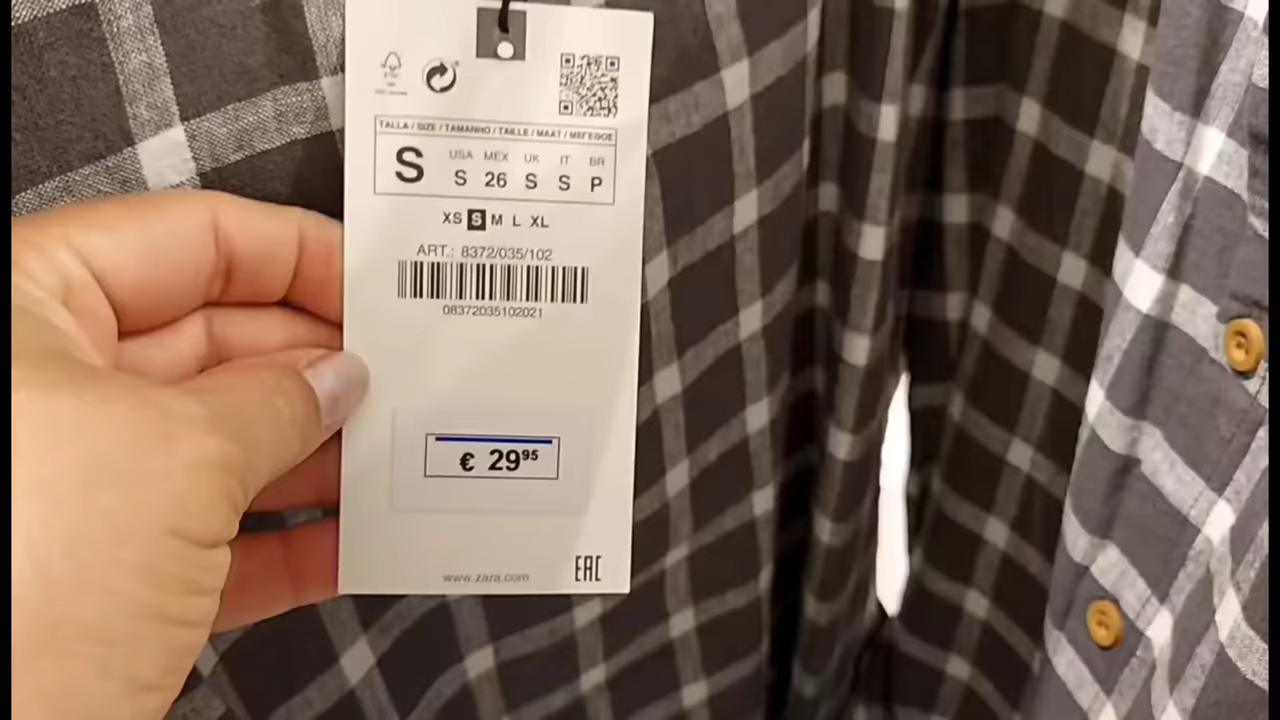 TALLA / SIZE / TAMANHO / TAILLE / MAAT / ΜΕΓΕΘΟΣ
S
USA MEX UK IT BR
S 26 S S P
XS S M L XL
ART.: 8372/035/102
08372035102021
€ 29⁹⁵
www.zara.com
EAC